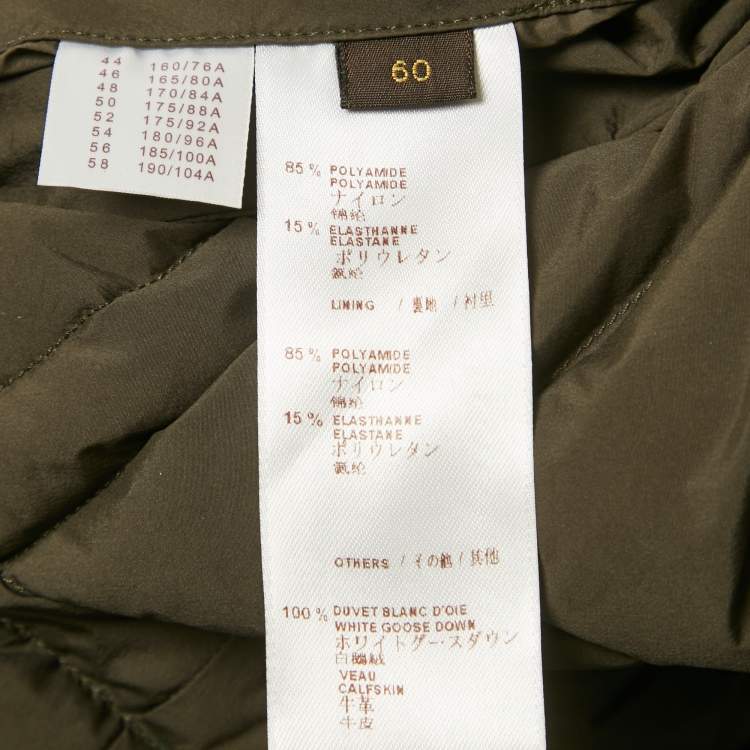 44 160/76A
46 165/80A
48 170/84A
50 175/88A
52 175/92A
54 180/96A
56 185/100A
58 190/104A
60
85% POLYAMIDE
POLYAMIDE
ナイロン
锦纶
15% ELASTHANNE
ELASTANE
ポリウレタン
氨纶
LINING / 裏地 / 衬里
85% POLYAMIDE
POLYAMIDE
ナイロン
锦纶
15% ELASTHANNE
ELASTANE
ポリウレタン
氨纶
OTHERS / その他 / 其他
100% DUVET BLANC D'OIE
WHITE GOOSE DOWN
ホワイトグースダウン
白鵝絨
VEAU
CALFSKIN
牛革
牛皮